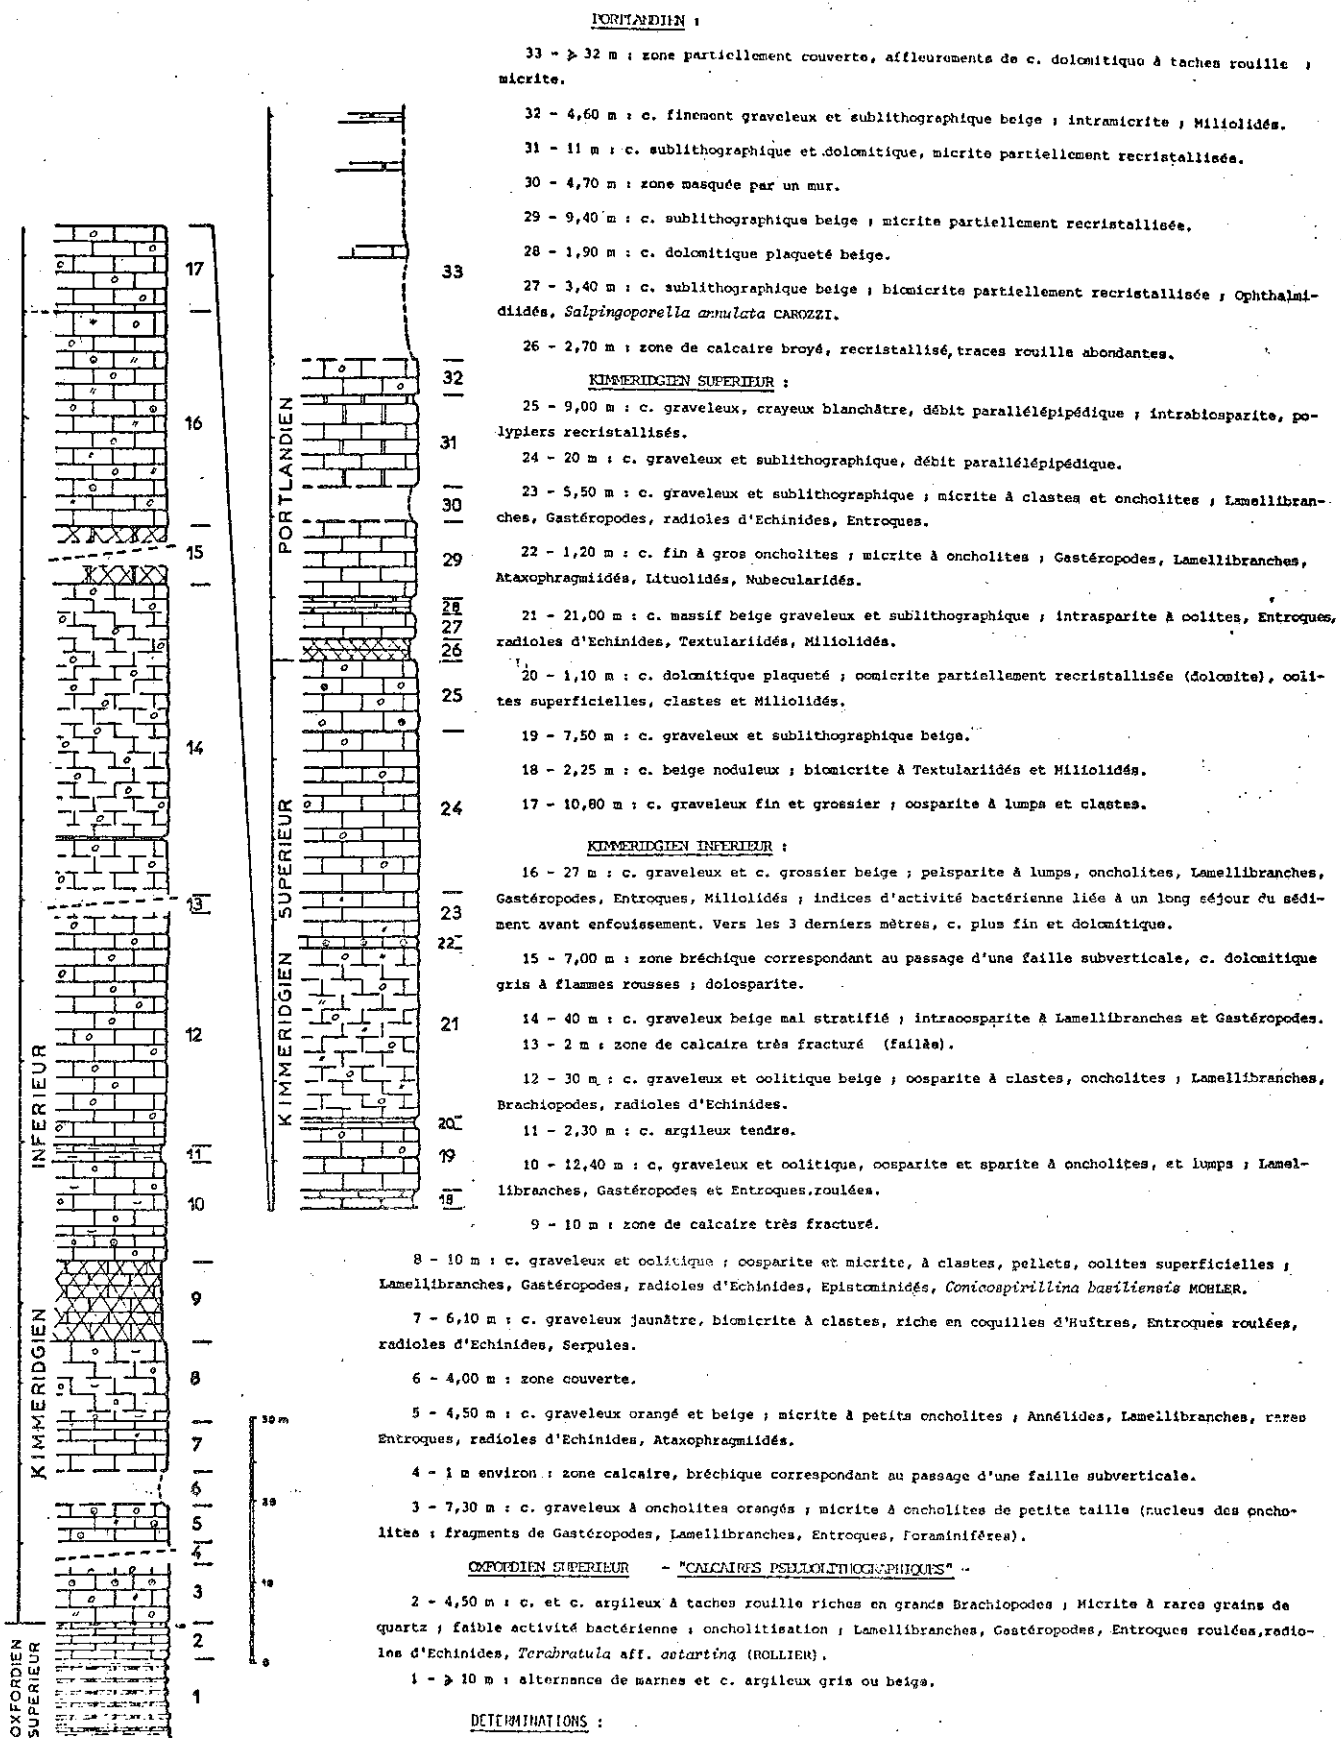 PORTLANDIEN :
33 - ⩾ 32 m : zone partiellement couverte, affleurements de c. dolomitique à taches rouille ;
micrite.
32 - 4,60 m : c. finement graveleux et sublithographique beige ; intramicrite ; Miliolidés.
31 - 11 m : c. sublithographique et dolomitique, micrite partiellement recristallisée.
30 - 4,70 m : zone masquée par un mur.
29 - 9,40 m : c. sublithographique beige ; micrite partiellement recristallisée.
28 - 1,90 m : c. dolomitique plaqueté beige.
27 - 3,40 m : c. sublithographique beige ; biomicrite partiellement recristallisée ; Ophthalmi-
diidés, Salpingoporella annulata CAROZZI.
26 - 2,70 m : zone de calcaire broyé, recristallisé, traces rouille abondantes.
KIMMERIDGIEN SUPERIEUR :
25 - 9,00 m : c. graveleux, crayeux blanchâtre, débit parallélépipédique ; intrabiosparite, po-
lypiers recristallisés.
24 - 20 m : c. graveleux et sublithographique, débit parallélépipédique.
23 - 5,50 m : c. graveleux et sublithographique ; micrite à clastes et oncholites ; Lamellibran-
ches, Gastéropodes, radioles d'Echinides, Entroques.
22 - 1,20 m : c. fin à gros oncholites ; micrite à oncholites ; Gastéropodes, Lamellibranches,
Ataxophragmiidés, Lituolidés, Nubecularidés.
21 - 21,00 m : c. massif beige graveleux et sublithographique ; intrasparite à oolites, Entroques,
radioles d'Echinides, Textulariidés, Miliolidés.
20 - 1,10 m : c. dolomitique plaqueté ; oomicrite partiellement recristallisée (dolomite), ooli-
tes superficielles, clastes et Miliolidés.
19 - 7,50 m : c. graveleux et sublithographique beige.
18 - 2,25 m : c. beige noduleux ; biomicrite à Textulariidés et Miliolidés.
17 - 10,80 m : c. graveleux fin et grossier ; oosparite à lumps et clastes.
KIMMERIDGIEN INFERIEUR :
16 - 27 m : c. graveleux et c. grossier beige ; pelsparite à lumps, oncholites, Lamellibranches,
Gastéropodes, Entroques, Miliolidés ; indices d'activité bactérienne liée à un long séjour du sédi-
ment avant enfouissement. Vers les 3 derniers mètres, c. plus fin et dolomitique.
15 - 7,00 m : zone bréchique correspondant au passage d'une faille subverticale, c. dolomitique
gris à flammes rousses ; dolosparite.
14 - 40 m : c. graveleux beige mal stratifié ; intraoosparite à Lamellibranches et Gastéropodes.
13 - 2 m : zone de calcaire très fracturé (faille).
12 - 30 m : c. graveleux et oolitique beige ; oosparite à clastes, oncholites ; Lamellibranches,
Brachiopodes, radioles d'Echinides.
11 - 2,30 m : c. argileux tendre.
10 - 12,40 m : c. graveleux et oolitique, oosparite et sparite à oncholites, et lumps ; Lamel-
libranches, Gastéropodes et Entroques roulées.
9 - 10 m : zone de calcaire très fracturé.
8 - 10 m : c. graveleux et oolitique ; oosparite et micrite, à clastes, pellets, oolites superficielles ;
Lamellibranches, Gastéropodes, radioles d'Echinides, Epistominidés, Conicospirillina basiliensis MOHLER.
7 - 6,10 m : c. graveleux jaunâtre, biomicrite à clastes, riche en coquilles d'Huîtres, Entroques roulées,
radioles d'Echinides, Serpules.
6 - 4,00 m : zone couverte.
5 - 4,50 m : c. graveleux orangé et beige ; micrite à petits oncholites ; Annélides, Lamellibranches, rares
Entroques, radioles d'Echinides, Ataxophragmiidés.
4 - 1 m environ : zone calcaire, bréchique correspondant au passage d'une faille subverticale.
3 - 7,30 m : c. graveleux à oncholites orangés ; micrite à oncholites de petite taille (nucleus des oncho-
lites : fragments de Gastéropodes, Lamellibranches, Entroques, Foraminifères).
OXFORDIEN SUPERIEUR - "CALCAIRES PSEUDOLITHOGRAPHIQUES" -
2 - 4,50 m : c. et c. argileux à taches rouille riches en grands Brachiopodes ; Micrite à rares grains de
quartz ; faible activité bactérienne : oncholitisation ; Lamellibranches, Gastéropodes, Entroques roulées, radio-
les d'Echinides, Terebratula aff. astartina (ROLLIER).
1 - ⩾ 10 m : alternance de marnes et c. argileux gris ou beige.
DETERMINATIONS :
17
16
15
14
13
12
11
10
9
8
7
6
5
4
3
2
1
INFERIEUR
KIMMERIDGIEN
OXFORDIEN
SUPERIEUR
33
32
31
30
29
28
27
26
25
24
23
22
21
20
19
18
PORTLANDIEN
SUPERIEUR
KIMMERIDGIEN
30 m
20
10
0